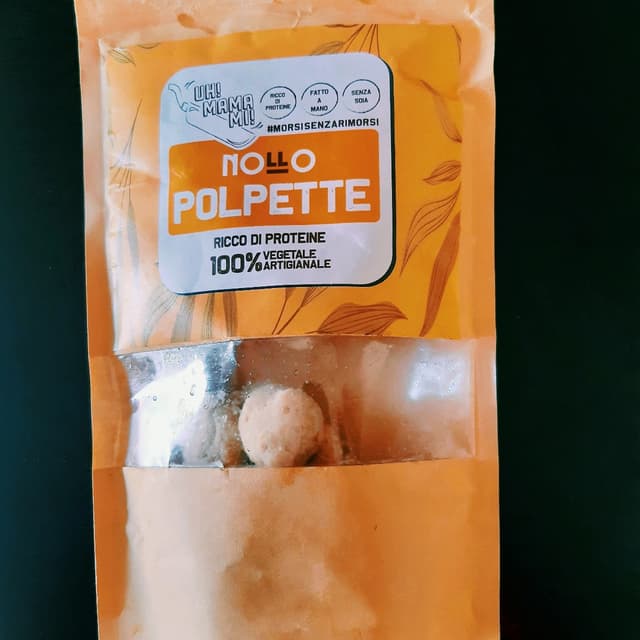 UH!
MAMA
MI!
RICCO
DI
PROTEINE
FATTO
A
MANO
SENZA
SOIA
#MORSISENZARIMORSI
NOLLO
POLPETTE
RICCO DI PROTEINE
100% VEGETALE
ARTIGIANALE